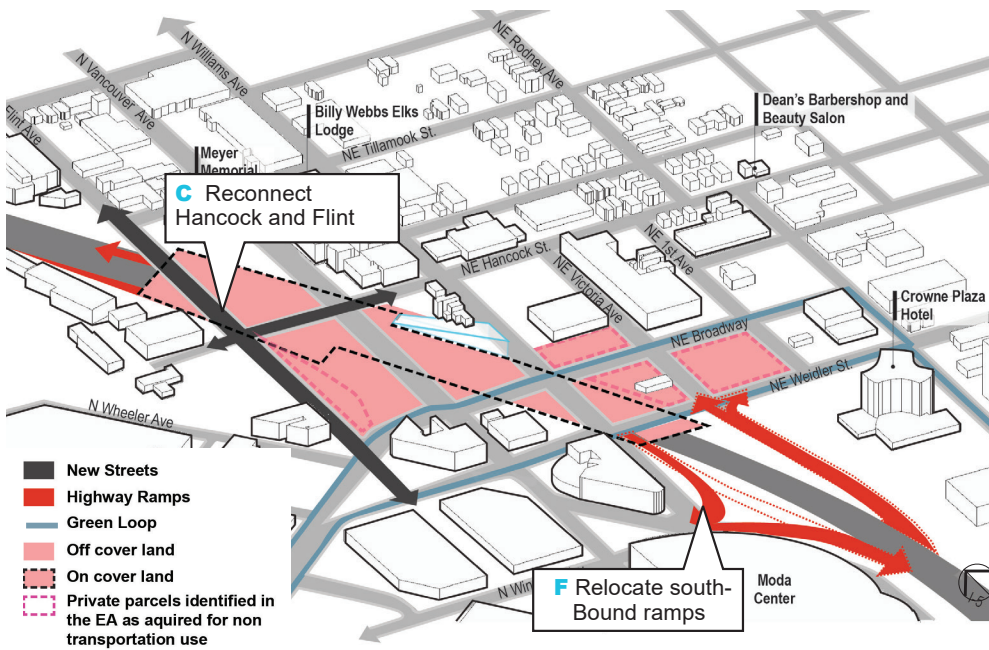 N Williams Ave
N Vancouver Ave
Flint Ave
NE Rodney Ave
Billy Webbs Elks
Lodge
NE Tillamook St.
Dean's Barbershop and
Beauty Salon
Meyer
Memorial
C Reconnect
Hancock and Flint
NE Hancock St.
NE 1st Ave
NE Victoria Ave
Crowne Plaza
Hotel
NE Broadway
NE Weidler St.
N Wheeler Ave
New Streets
Highway Ramps
Green Loop
Off cover land
On cover land
Private parcels identified in
the EA as aquired for non
transportation use
F Relocate south-
Bound ramps
N Win
Moda
Center
I-5